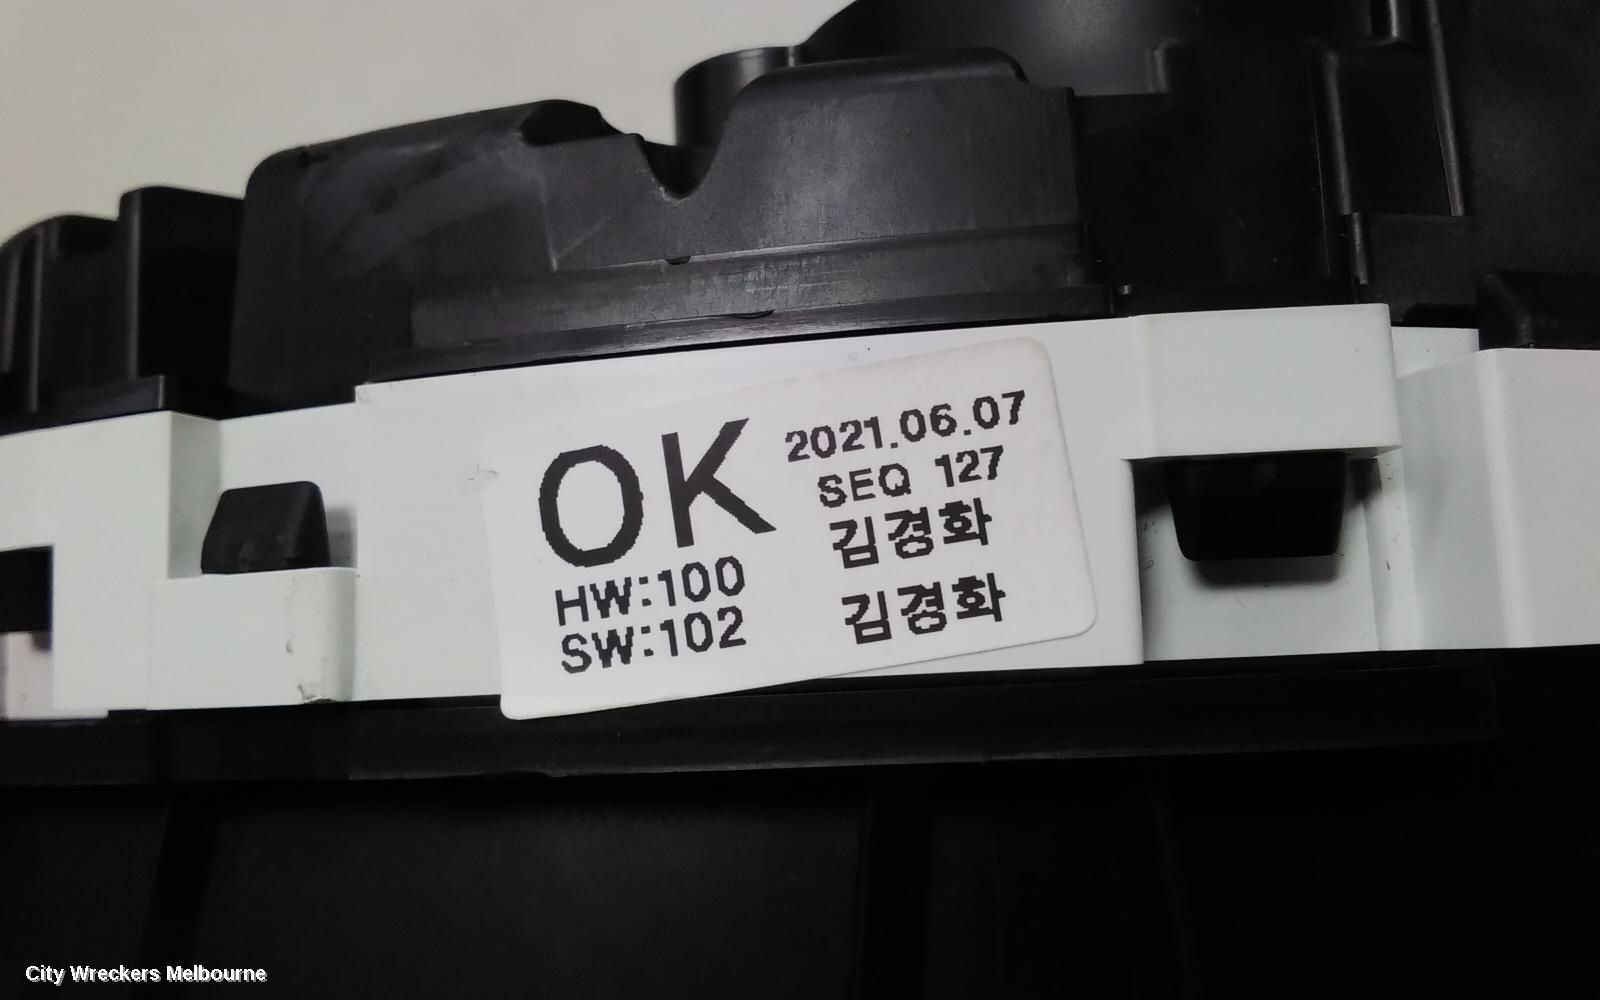 OK
HW:100
SW:102
2021.06.07
SEQ 127
김경화
김경화
City Wreckers Melbourne